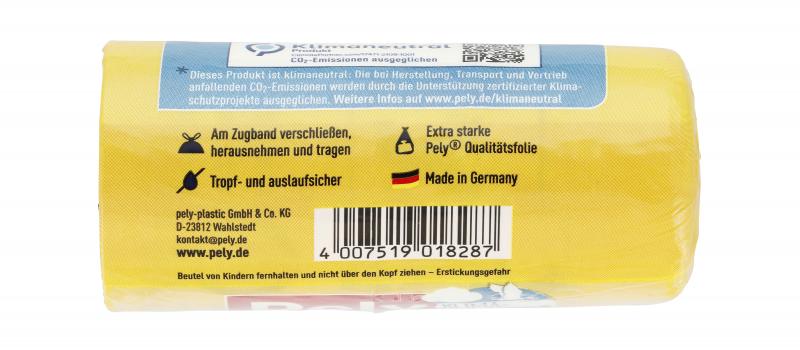 Klimaneutral
Produkt
CO₂-Emissionen ausgeglichen
*Dieses Produkt ist klimaneutral: Die bei Herstellung, Transport und Vertrieb
anfallenden CO₂-Emissionen werden durch die Unterstützung zertifizierter Klima-
schutzprojekte ausgeglichen. Weitere Infos auf www.pely.de/klimaneutral
Am Zugband verschließen,
herausnehmen und tragen
Extra starke
Pely® Qualitätsfolie
Tropf- und auslaufsicher
Made in Germany
pely-plastic GmbH & Co. KG
D-23812 Wahlstedt
kontakt@pely.de
www.pely.de
4 007519 018287
Beutel von Kindern fernhalten und nicht über den Kopf ziehen – Erstickungsgefahr